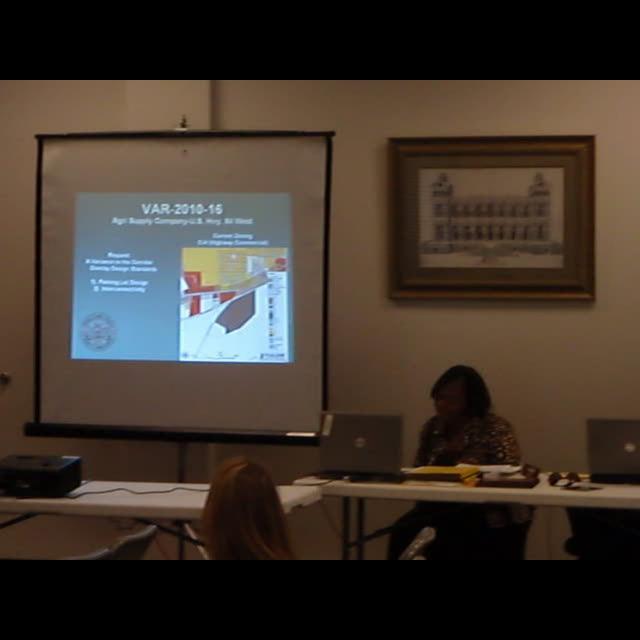 VAR-2010-16
Agri Supply Company-U.S. Hwy. 84 West
Current Zoning
C-H (Highway Commercial)
Request
A Variance to the Corridor
Overlay Design Standards
1) Parking Lot Design
2) Interconnectivity